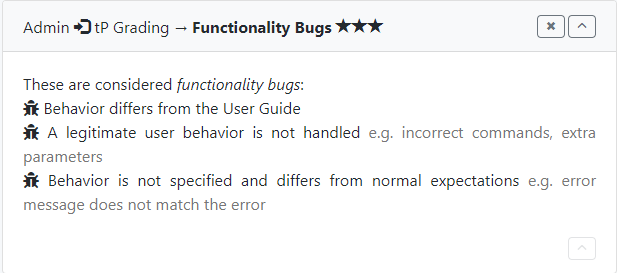 Admin tP Grading → Functionality Bugs ★★★
These are considered functionality bugs:
Behavior differs from the User Guide
A legitimate user behavior is not handled e.g. incorrect commands, extra
parameters
Behavior is not specified and differs from normal expectations e.g. error
message does not match the error